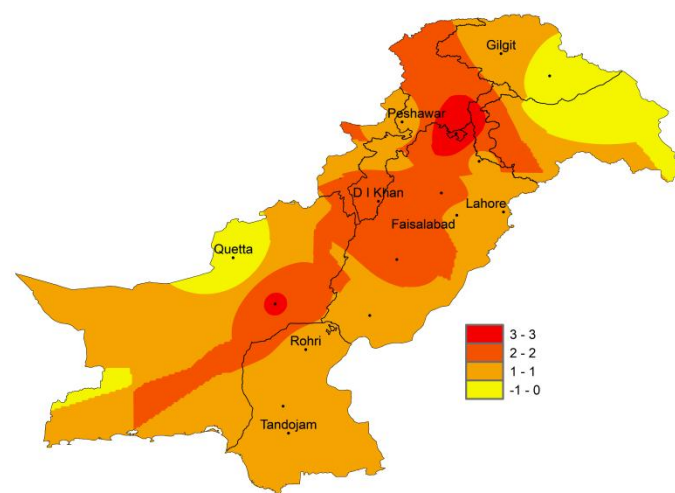 Gilgit
Peshawar
D I Khan
Lahore
Faisalabad
Quetta
Rohri
Tandojam
3 - 3
2 - 2
1 - 1
-1 - 0